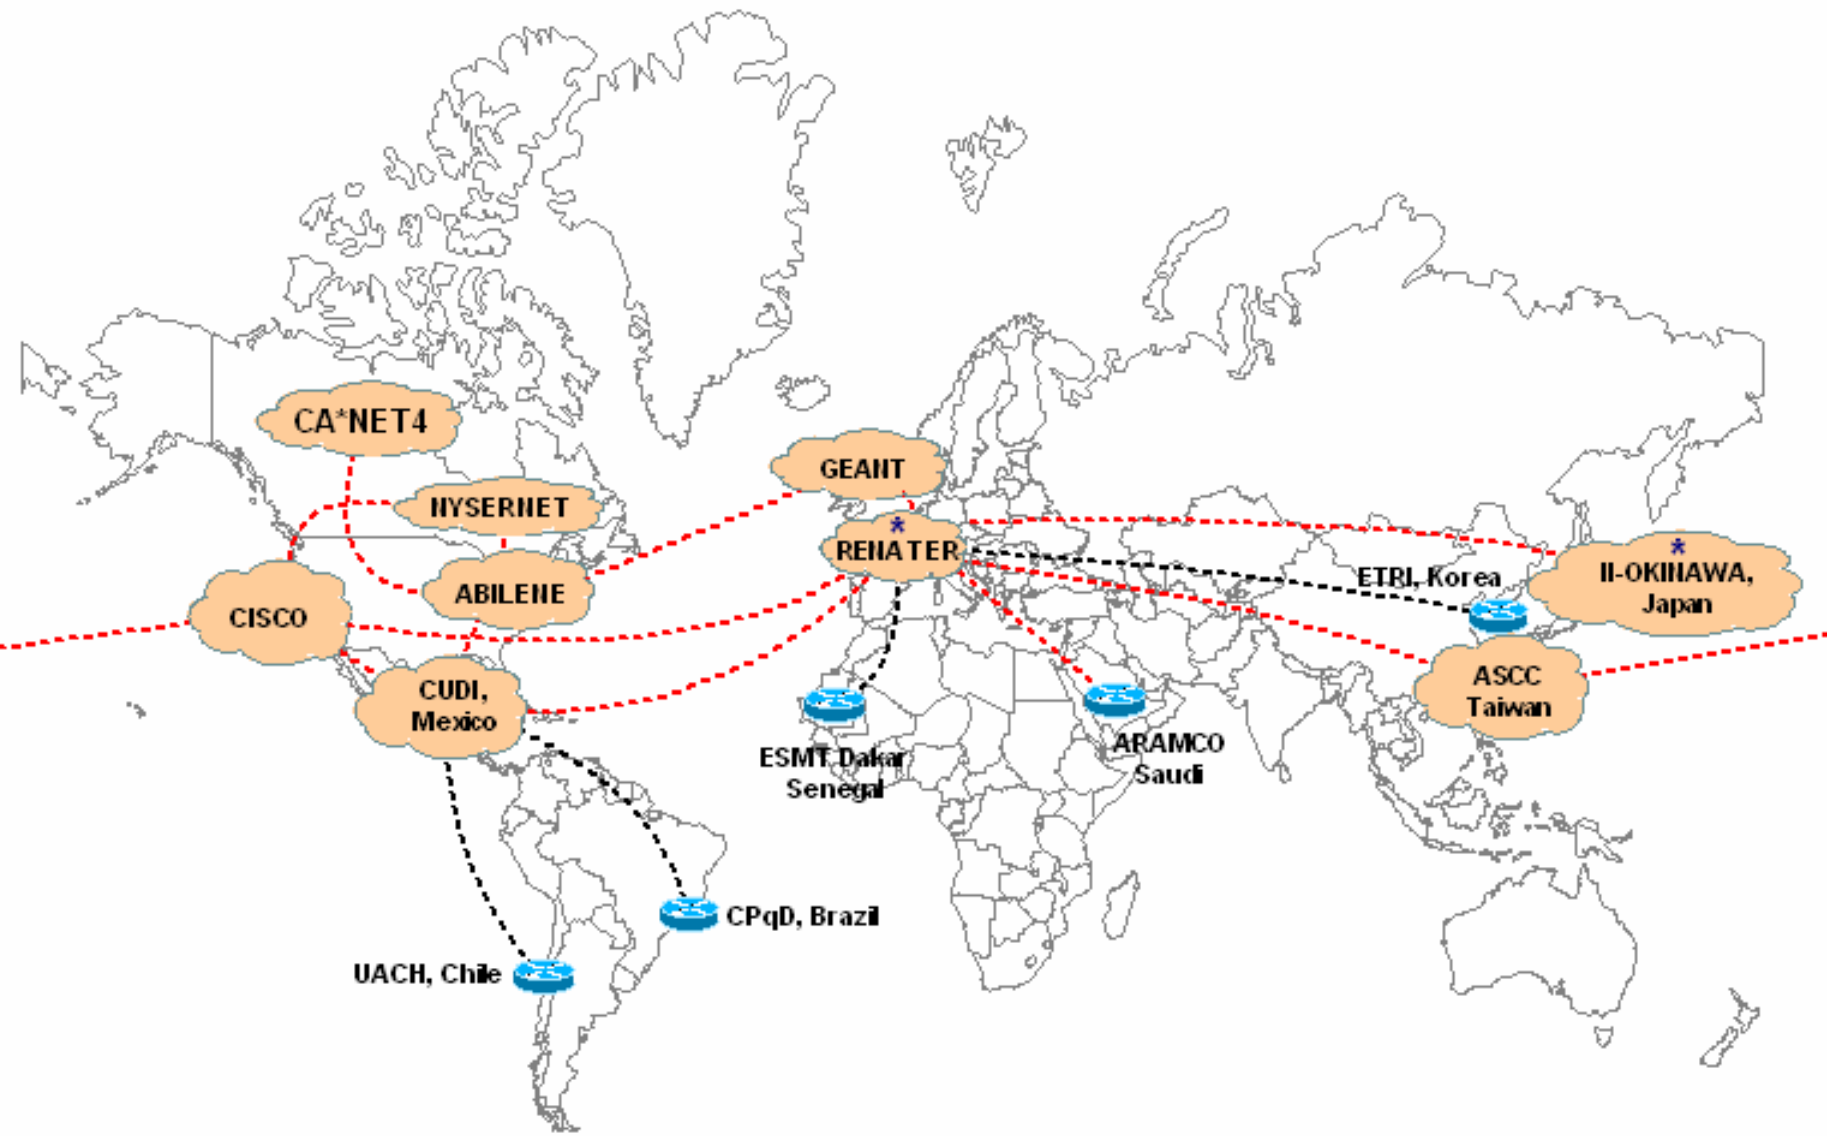 CA*NET4
GEANT
NYSERNET
*
RENATER
*
II-OKINAWA,
Japan
ETRI, Korea
ABILENE
CISCO
CUDI,
Mexico
ASCC
Taiwan
ESMT Dakar
Senegal
ARAMCO
Saudi
CPqD, Brazil
UACH, Chile